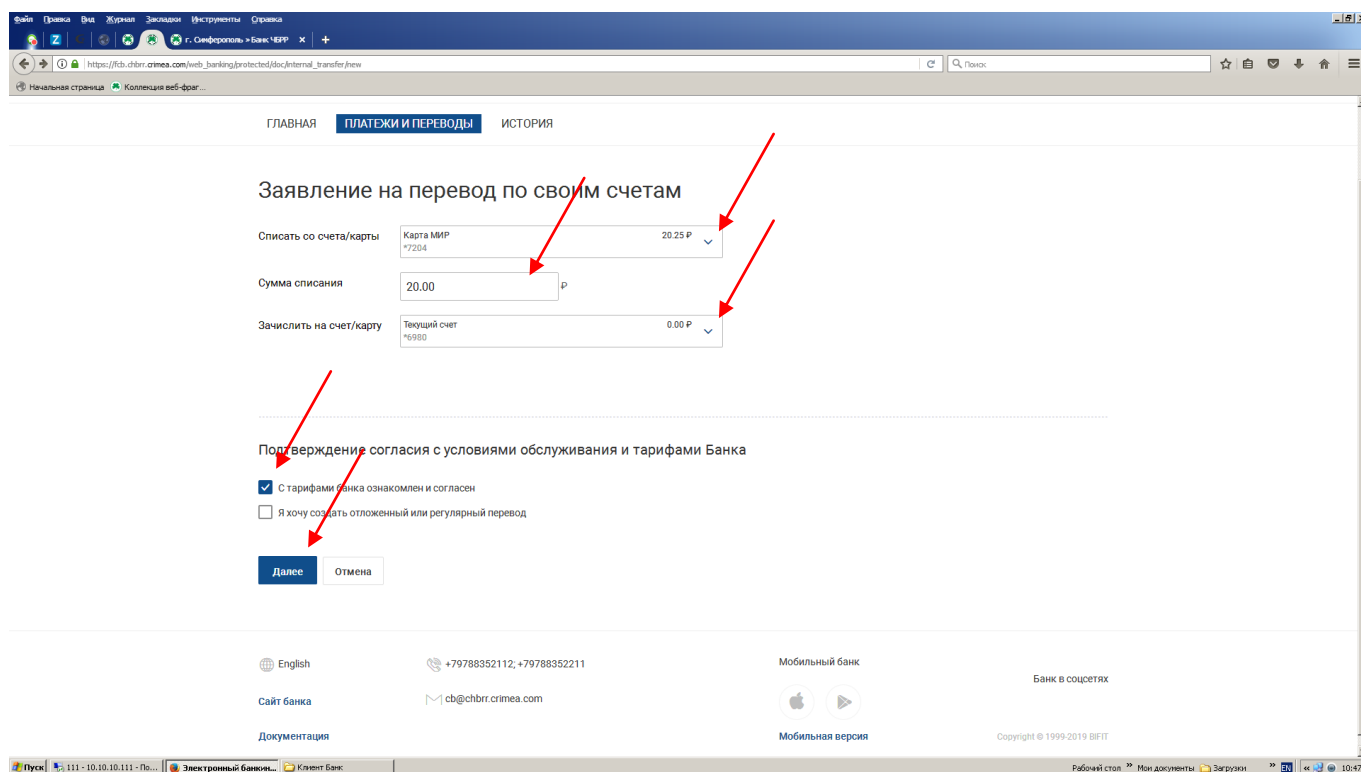 Файл Правка Вид Журнал Закладки Инструменты Справка
Z г. Симферополь » Банк ЧБРР × +
https://fcb.chbrr.crimea.com/web_banking/protected/doc/internal_transfer/new Поиск
Начальная страница Коллекция веб-фраг...
ГЛАВНАЯ ПЛАТЕЖИ И ПЕРЕВОДЫ ИСТОРИЯ
Заявление на перевод по своим счетам
Списать со счета/карты Карта МИР 20.25 ₽
*7204
Сумма списания 20.00 ₽
Зачислить на счет/карту Текущий счет 0.00 ₽
*6980
Подтверждение согласия с условиями обслуживания и тарифами Банка
С тарифами банка ознакомлен и согласен
Я хочу создать отложенный или регулярный перевод
Далее Отмена
English +79788352112; +79788352211 Мобильный банк
Банк в соцсетях
Сайт банка cb@chbrr.crimea.com
Документация Мобильная версия Copyright © 1999-2019 BIFIT
Пуск 111 - 10.10.10.111 - По... Электронный банкин... Клиент Банк Рабочий стол » Мои документы Загрузки » EN « 10:47